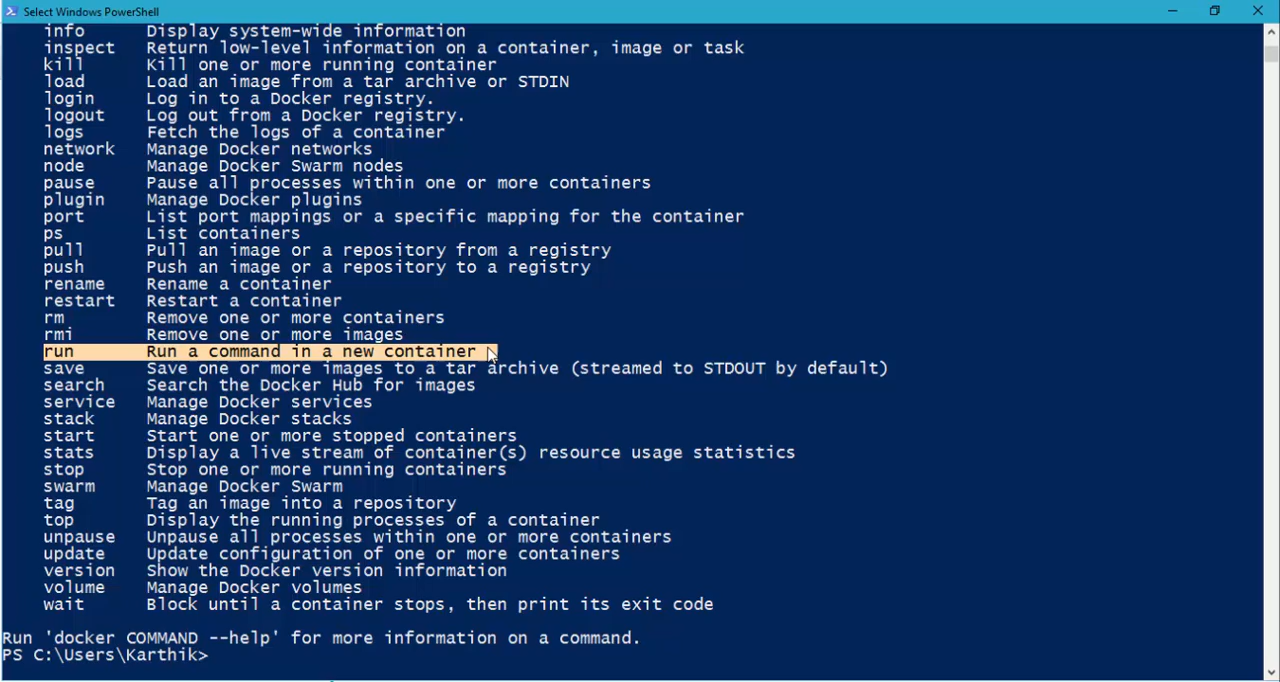 Select Windows PowerShell
info Display system-wide information
inspect Return low-level information on a container, image or task
kill Kill one or more running container
load Load an image from a tar archive or STDIN
login Log in to a Docker registry.
logout Log out from a Docker registry.
logs Fetch the logs of a container
network Manage Docker networks
node Manage Docker Swarm nodes
pause Pause all processes within one or more containers
plugin Manage Docker plugins
port List port mappings or a specific mapping for the container
ps List containers
pull Pull an image or a repository from a registry
push Push an image or a repository to a registry
rename Rename a container
restart Restart a container
rm Remove one or more containers
rmi Remove one or more images
run Run a command in a new container
save Save one or more images to a tar archive (streamed to STDOUT by default)
search Search the Docker Hub for images
service Manage Docker services
stack Manage Docker stacks
start Start one or more stopped containers
stats Display a live stream of container(s) resource usage statistics
stop Stop one or more running containers
swarm Manage Docker Swarm
tag Tag an image into a repository
top Display the running processes of a container
unpause Unpause all processes within one or more containers
update Update configuration of one or more containers
version Show the Docker version information
volume Manage Docker volumes
wait Block until a container stops, then print its exit code
Run 'docker COMMAND --help' for more information on a command.
PS C:\Users\Karthik>